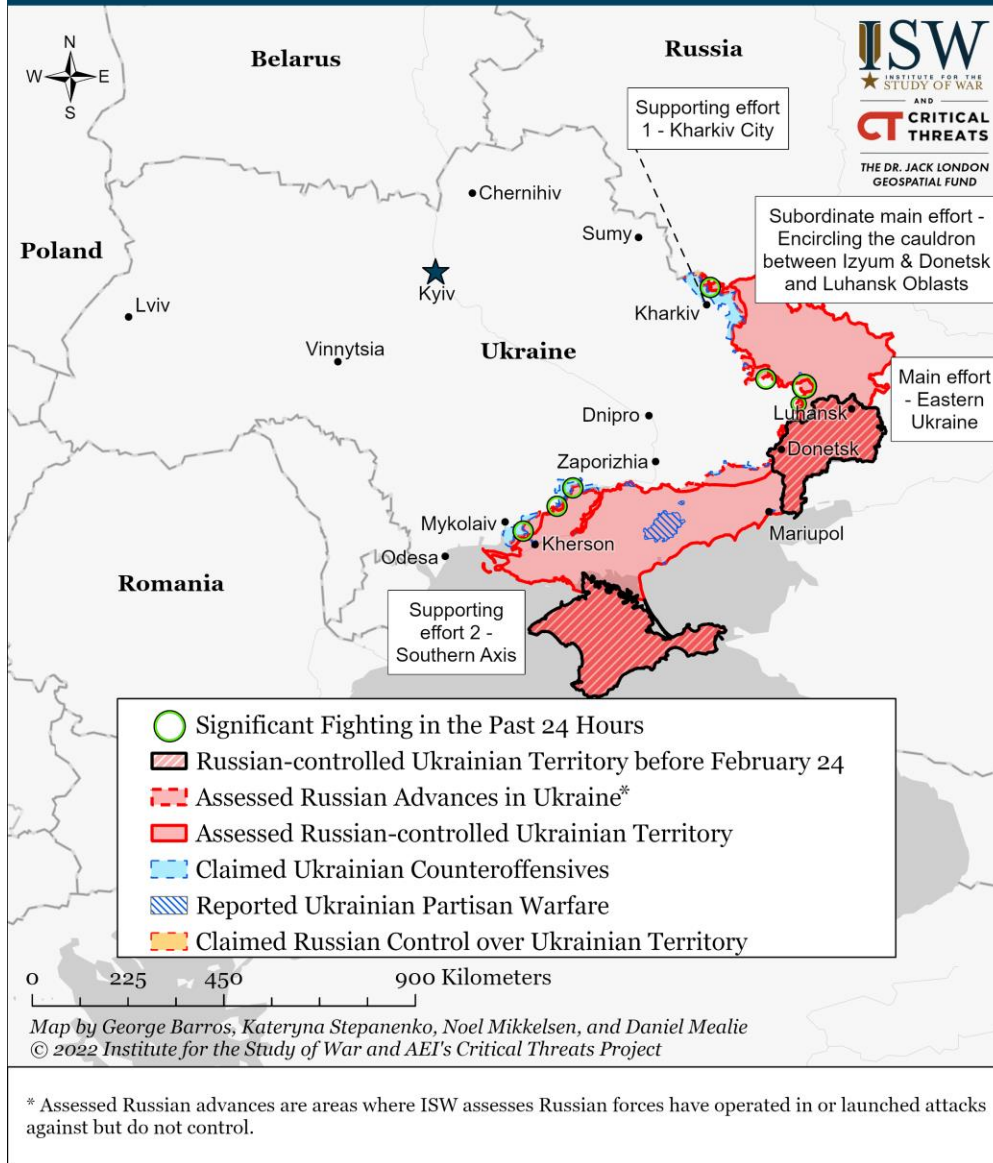 N
W E
S
Belarus
Russia
ISW
INSTITUTE FOR THE
STUDY OF WAR
AND
CT CRITICAL
THREATS
THE DR. JACK LONDON
GEOSPATIAL FUND
Supporting effort
1 - Kharkiv City
Chernihiv
Sumy
Subordinate main effort -
Encircling the cauldron
between Izyum & Donetsk
and Luhansk Oblasts
Poland
Kyiv
Lviv
Kharkiv
Vinnytsia
Ukraine
Main effort
- Eastern
Ukraine
Dnipro
Luhansk
Donetsk
Zaporizhia
Mykolaiv
Mariupol
Kherson
Odesa
Romania
Supporting
effort 2 -
Southern Axis
Significant Fighting in the Past 24 Hours
Russian-controlled Ukrainian Territory before February 24
Assessed Russian Advances in Ukraine*
Assessed Russian-controlled Ukrainian Territory
Claimed Ukrainian Counteroffensives
Reported Ukrainian Partisan Warfare
Claimed Russian Control over Ukrainian Territory
0 225 450 900 Kilometers
Map by George Barros, Kateryna Stepanenko, Noel Mikkelsen, and Daniel Mealie
© 2022 Institute for the Study of War and AEI's Critical Threats Project
* Assessed Russian advances are areas where ISW assesses Russian forces have operated in or launched attacks
against but do not control.